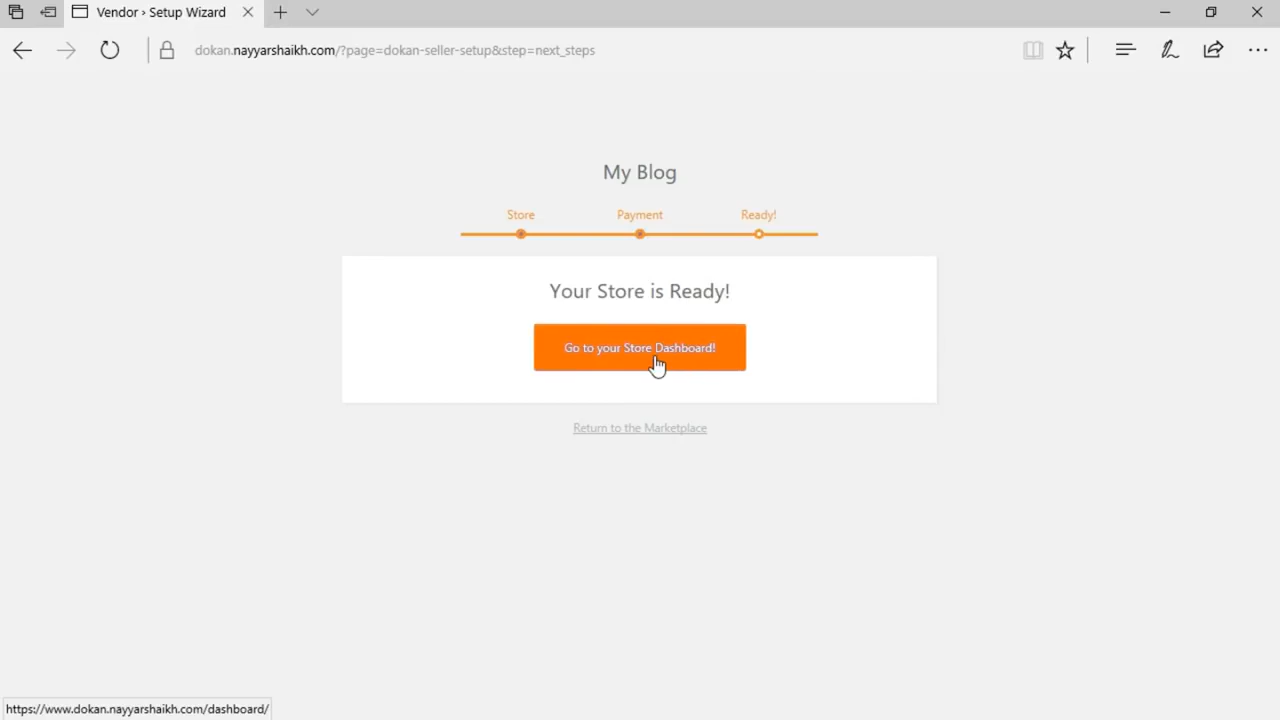 Vendor › Setup Wizard
dokan.nayyarshaikh.com/?page=dokan-seller-setup&step=next_steps
My Blog
Store
Payment
Ready!
Your Store is Ready!
Go to your Store Dashboard!
Return to the Marketplace
https://www.dokan.nayyarshaikh.com/dashboard/